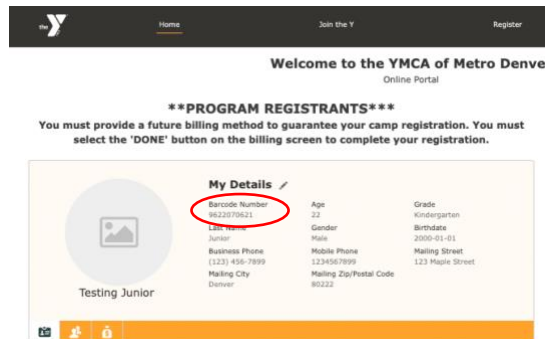 the Y Home Join the Y Register
Welcome to the YMCA of Metro Denve
Online Portal
**PROGRAM REGISTRANTS***
You must provide a future billing method to guarantee your camp registration. You must
select the 'DONE' button on the billing screen to complete your registration.
My Details
Barcode Number Age Grade
9622070621 22 Kindergarten
Last Name Gender Birthdate
Junior Male 2000-01-01
Business Phone Mobile Phone Mailing Street
(123) 456-7899 1234567899 123 Maple Street
Mailing City Mailing Zip/Postal Code
Denver 80222
Testing Junior